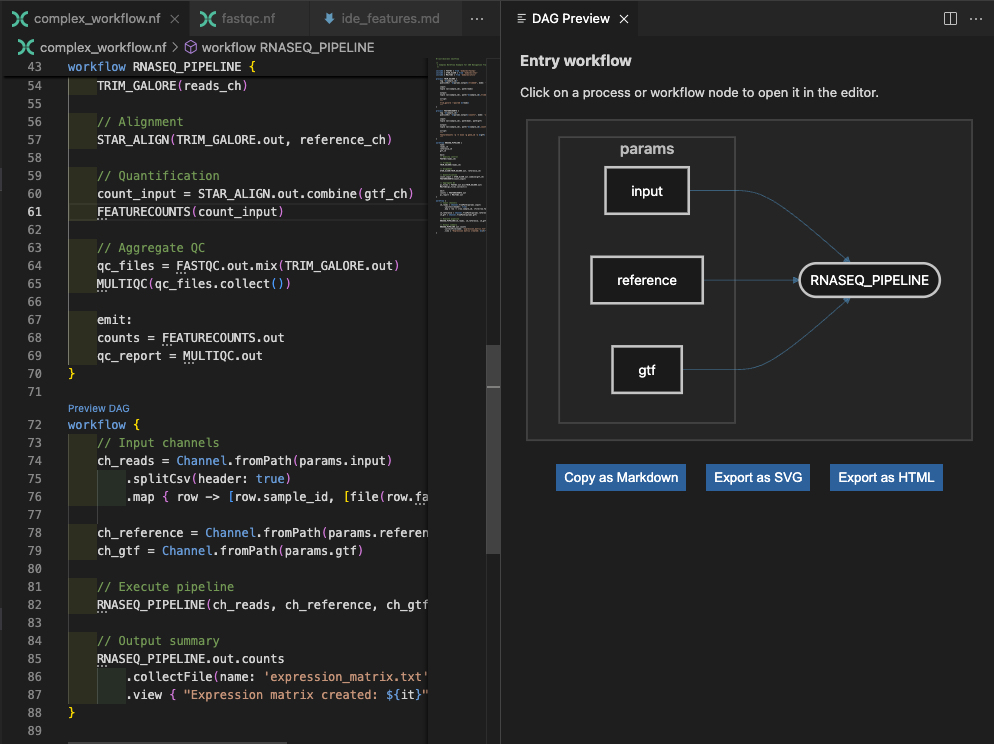 complex_workflow.nf
fastqc.nf
ide_features.md
complex_workflow.nf > workflow RNASEQ_PIPELINE
43 workflow RNASEQ_PIPELINE {
54 TRIM_GALORE(reads_ch)
55
56 // Alignment
57 STAR_ALIGN(TRIM_GALORE.out, reference_ch)
58
59 // Quantification
60 count_input = STAR_ALIGN.out.combine(gtf_ch)
61 FEATURECOUNTS(count_input)
62
63 // Aggregate QC
64 qc_files = FASTQC.out.mix(TRIM_GALORE.out)
65 MULTIQC(qc_files.collect())
66
67 emit:
68 counts = FEATURECOUNTS.out
69 qc_report = MULTIQC.out
70 }
71
Preview DAG
72 workflow {
73 // Input channels
74 ch_reads = Channel.fromPath(params.input)
75 .splitCsv(header: true)
76 .map { row -> [row.sample_id, [file(row.fa
77
78 ch_reference = Channel.fromPath(params.referen
79 ch_gtf = Channel.fromPath(params.gtf)
80
81 // Execute pipeline
82 RNASEQ_PIPELINE(ch_reads, ch_reference, ch_gtf
83
84 // Output summary
85 RNASEQ_PIPELINE.out.counts
86 .collectFile(name: 'expression_matrix.txt'
87 .view { "Expression matrix created: ${it}"
88 }
89
DAG Preview
Entry workflow
Click on a process or workflow node to open it in the editor.
params
input
reference
gtf
RNASEQ_PIPELINE
Copy as Markdown
Export as SVG
Export as HTML